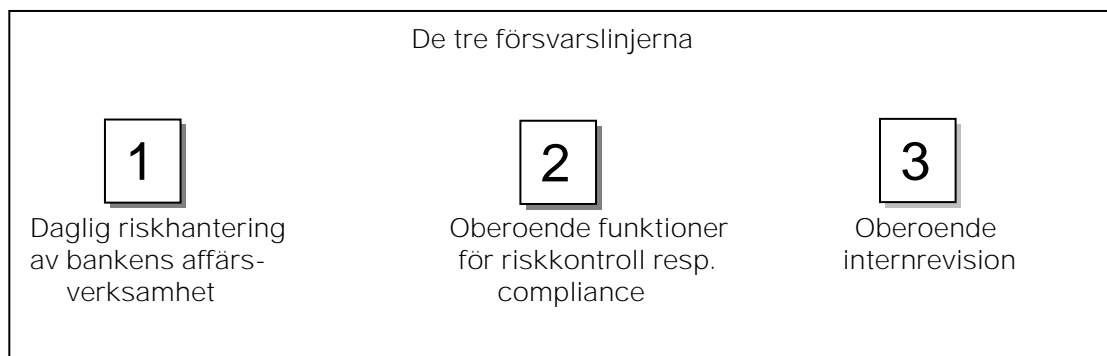 De tre försvarslinjerna
1
Daglig riskhantering
av bankens affärs-
verksamhet
2
Oberoende funktioner
för riskkontroll resp.
compliance
3
Oberoende
internrevision